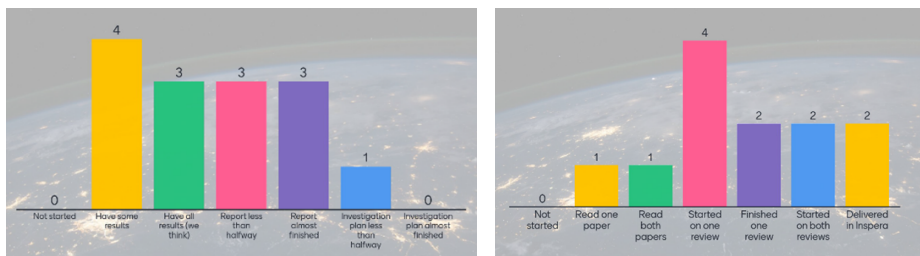 4
3
3
3
1
0
0
Not started
Have some
results
Have all
results (we
think)
Report less
than
halfway
Report
almost
finished
Investigation
plan less
than
halfway
Investigation
plan almost
finished
4
2
2
2
1
1
0
Not
started
Read one
paper
Read
both
papers
Started
on one
review
Finished
one
review
Started
on both
reviews
Delivered
in Inspera